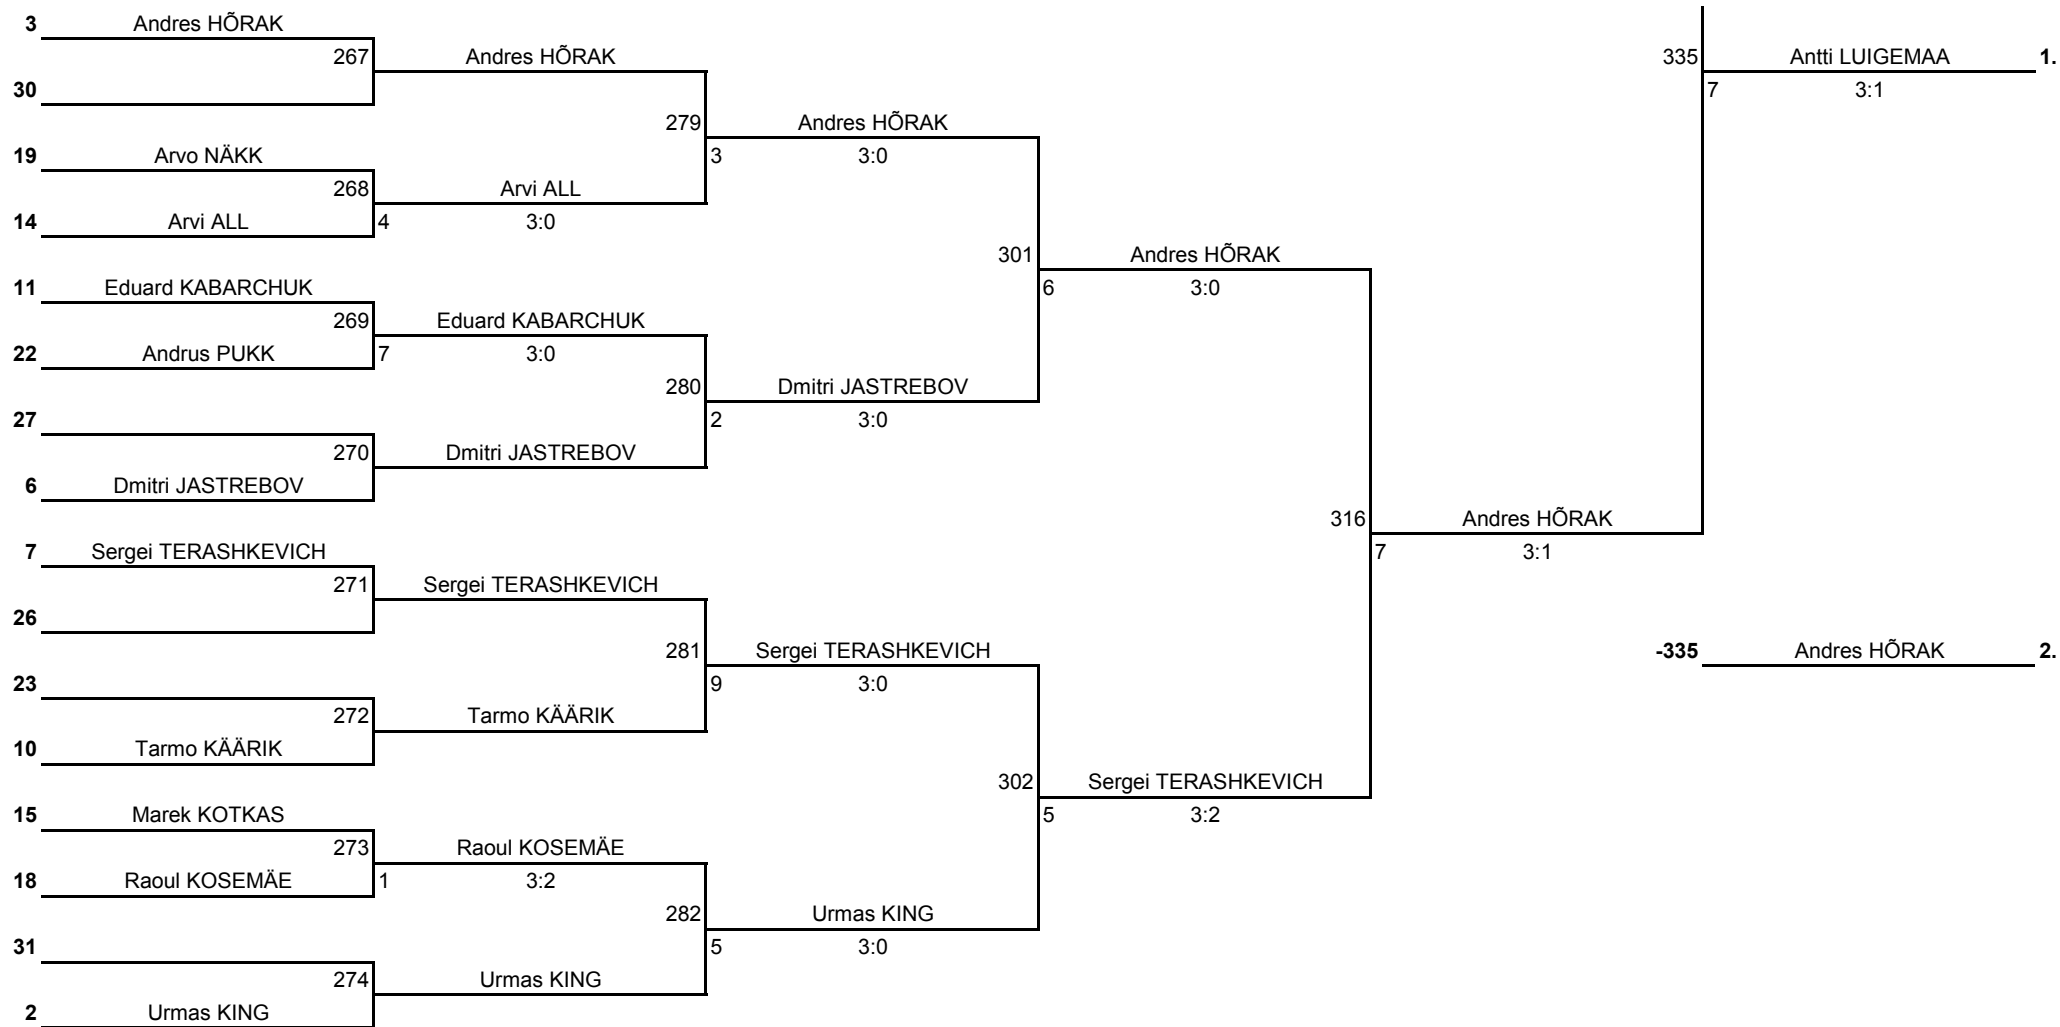 3 Andres HÕRAK
267 Andres HÕRAK 335 Antti LUIGEMAA 1.
30 7 3:1
279 Andres HÕRAK
19 Arvo NÄKK 3 3:0
268 Arvi ALL
14 Arvi ALL 4 3:0
301 Andres HÕRAK
11 Eduard KABARCHUK 6 3:0
269 Eduard KABARCHUK
22 Andrus PUKK 7 3:0
280 Dmitri JASTREBOV
27 2 3:0
270 Dmitri JASTREBOV
6 Dmitri JASTREBOV
316 Andres HÕRAK
7 Sergei TERASHKEVICH 7 3:1
271 Sergei TERASHKEVICH
26
281 Sergei TERASHKEVICH -335 Andres HÕRAK 2.
23 9 3:0
272 Tarmo KÄÄRIK
10 Tarmo KÄÄRIK
302 Sergei TERASHKEVICH
15 Marek KOTKAS 5 3:2
273 Raoul KOSEMÄE
18 Raoul KOSEMÄE 1 3:2
282 Urmas KING
31 5 3:0
274 Urmas KING
2 Urmas KING